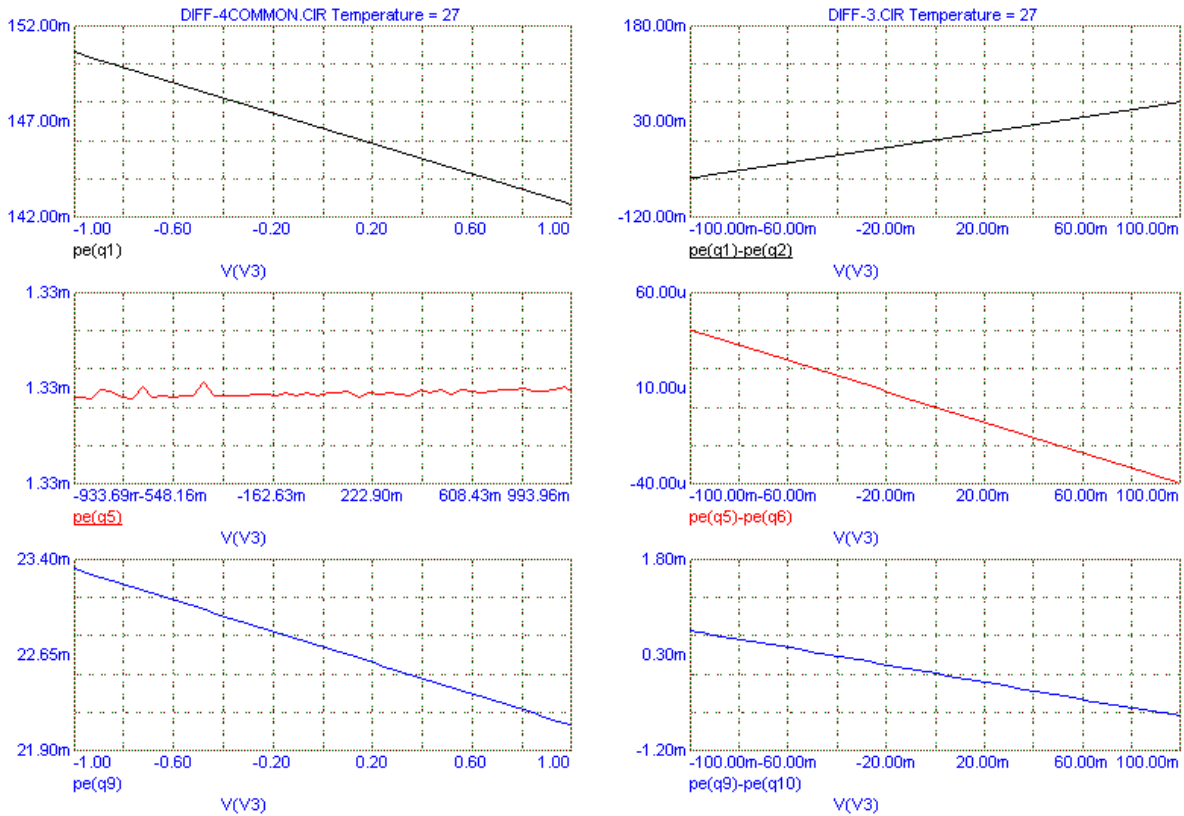 DIFF-4COMMON.CIR Temperature = 27
152.00m
147.00m
142.00m
-1.00 -0.60 -0.20 0.20 0.60 1.00
pe(q1)
V(V3)
1.33m
1.33m
1.33m
-933.69m-548.16m -162.63m 222.90m 608.43m 993.96m
pe(q5)
V(V3)
23.40m
22.65m
21.90m
-1.00 -0.60 -0.20 0.20 0.60 1.00
pe(q9)
V(V3)
DIFF-3.CIR Temperature = 27
180.00m
30.00m
-120.00m
-100.00m-60.00m -20.00m 20.00m 60.00m 100.00m
pe(q1)-pe(q2)
V(V3)
60.00u
10.00u
-40.00u
-100.00m-60.00m -20.00m 20.00m 60.00m 100.00m
pe(q5)-pe(q6)
V(V3)
1.80m
0.30m
-1.20m
-100.00m-60.00m -20.00m 20.00m 60.00m 100.00m
pe(q9)-pe(q10)
V(V3)